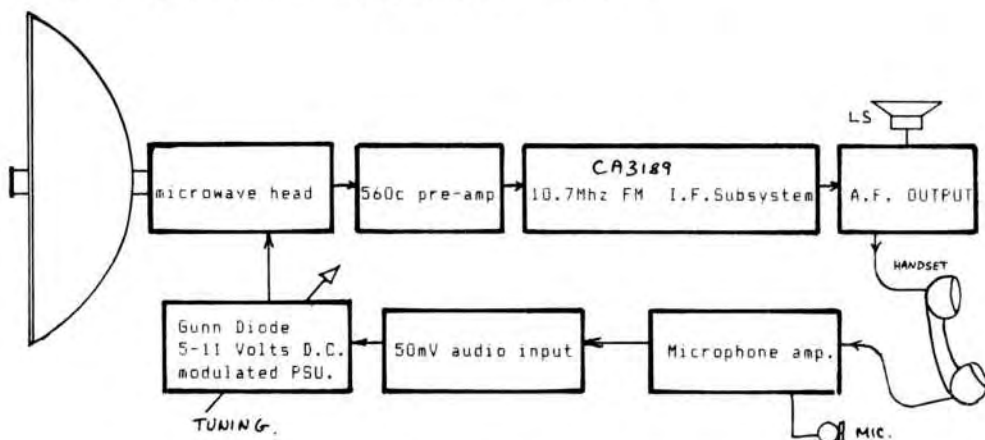 LS
CA3189
microwave head
560c pre-amp
10.7Mhz FM I.F.Subsystem
A.F. OUTPUT
HANDSET
Gunn Diode
5-11 Volts D.C.
modulated PSU.
50mV audio input
Microphone amp.
TUNING.
MIC.